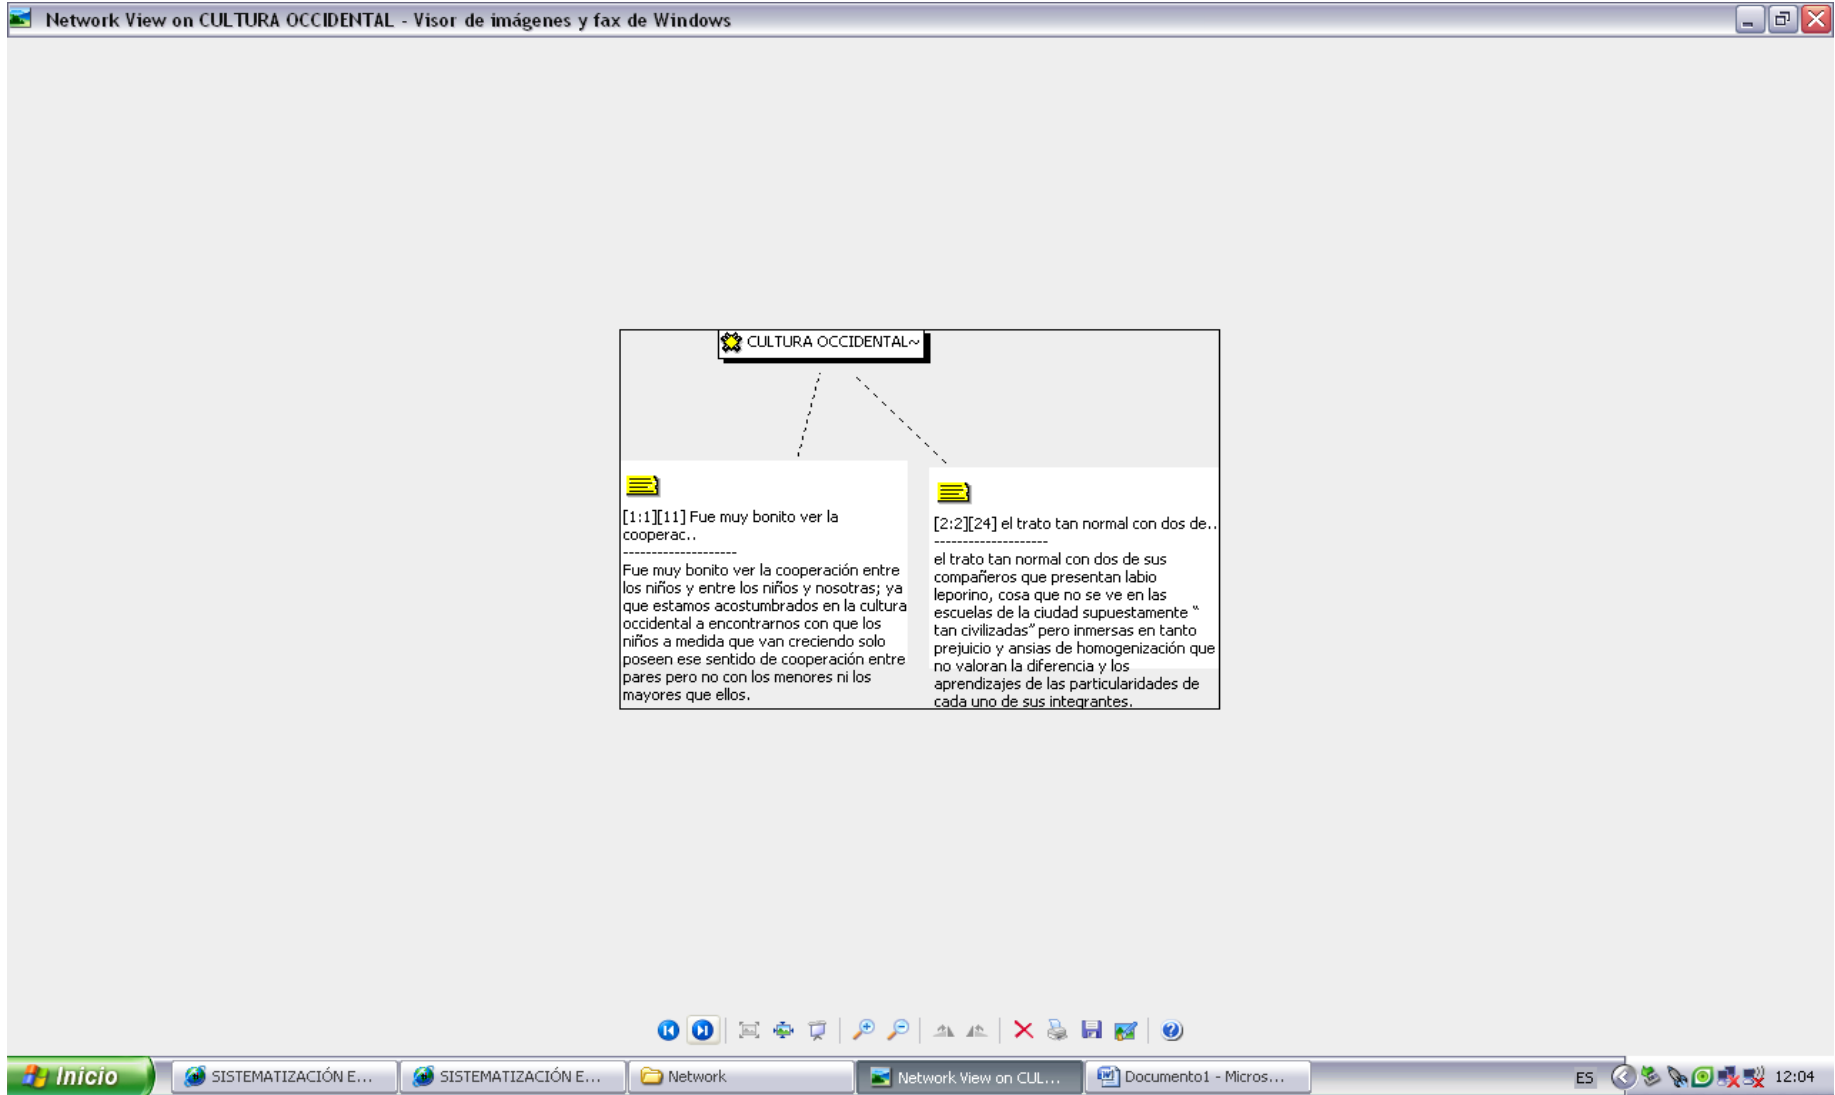 Network View on CULTURA OCCIDENTAL - Visor de imágenes y fax de Windows
CULTURA OCCIDENTAL~
[1:1][11] Fue muy bonito ver la
cooperac..
--------------------
Fue muy bonito ver la cooperación entre
los niños y entre los niños y nosotras; ya
que estamos acostumbrados en la cultura
occidental a encontrarnos con que los
niños a medida que van creciendo solo
poseen ese sentido de cooperación entre
pares pero no con los menores ni los
mayores que ellos.
[2:2][24] el trato tan normal con dos de..
--------------------
el trato tan normal con dos de sus
compañeros que presentan labio
leporino, cosa que no se ve en las
escuelas de la ciudad supuestamente “
tan civilizadas” pero inmersas en tanto
prejuicio y ansias de homogenización que
no valoran la diferencia y los
aprendizajes de las particularidades de
cada uno de sus integrantes.
Inicio
SISTEMATIZACIÓN E...
SISTEMATIZACIÓN E...
Network
Network View on CUL...
Documento1 - Micros...
ES
12:04